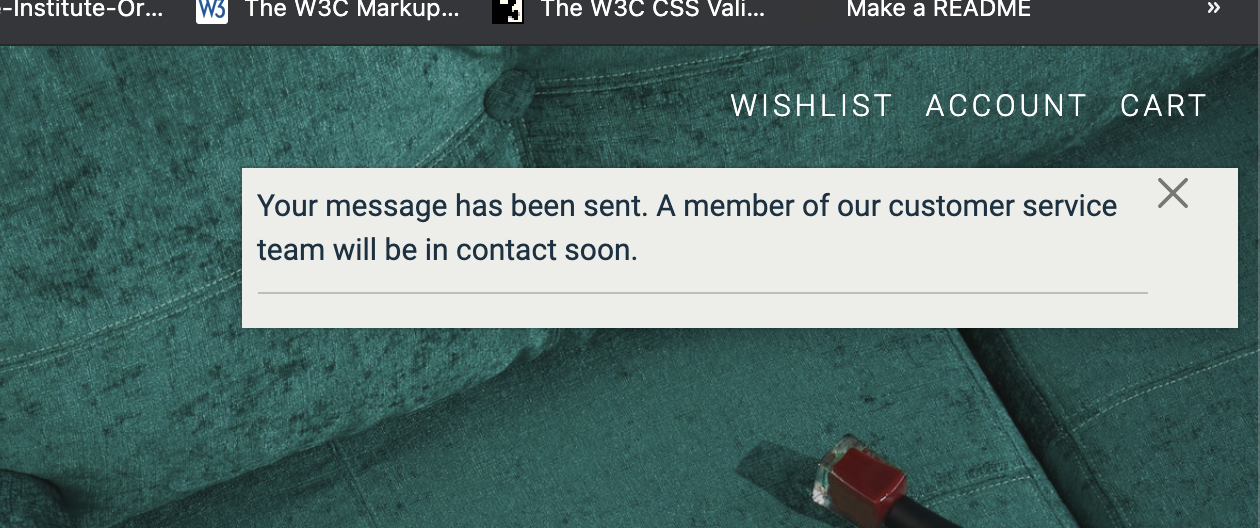 -Institute-Or...
W3 The W3C Markup...
The W3C CSS Vali...
Make a README
»
WISHLIST ACCOUNT CART
Your message has been sent. A member of our customer service
team will be in contact soon.